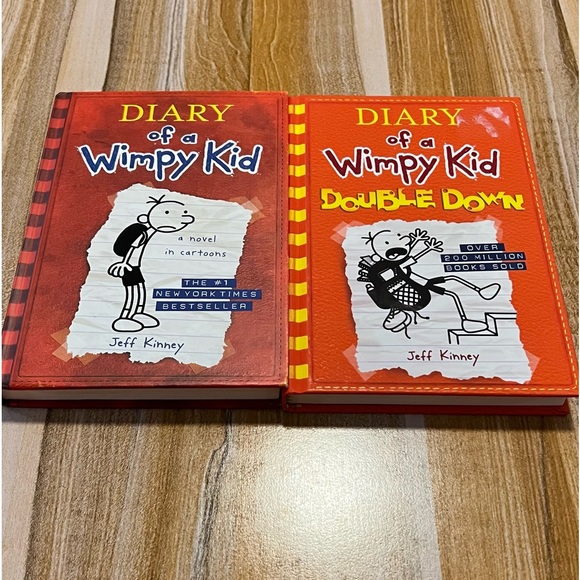 DIARY
of a
Wimpy Kid
a novel
in cartoons
THE #1
NEW YORK TIMES
BESTSELLER
Jeff Kinney
DIARY
of a
Wimpy Kid
DOUBLE DOWN
OVER
200 MILLION
BOOKS SOLD
Jeff Kinney